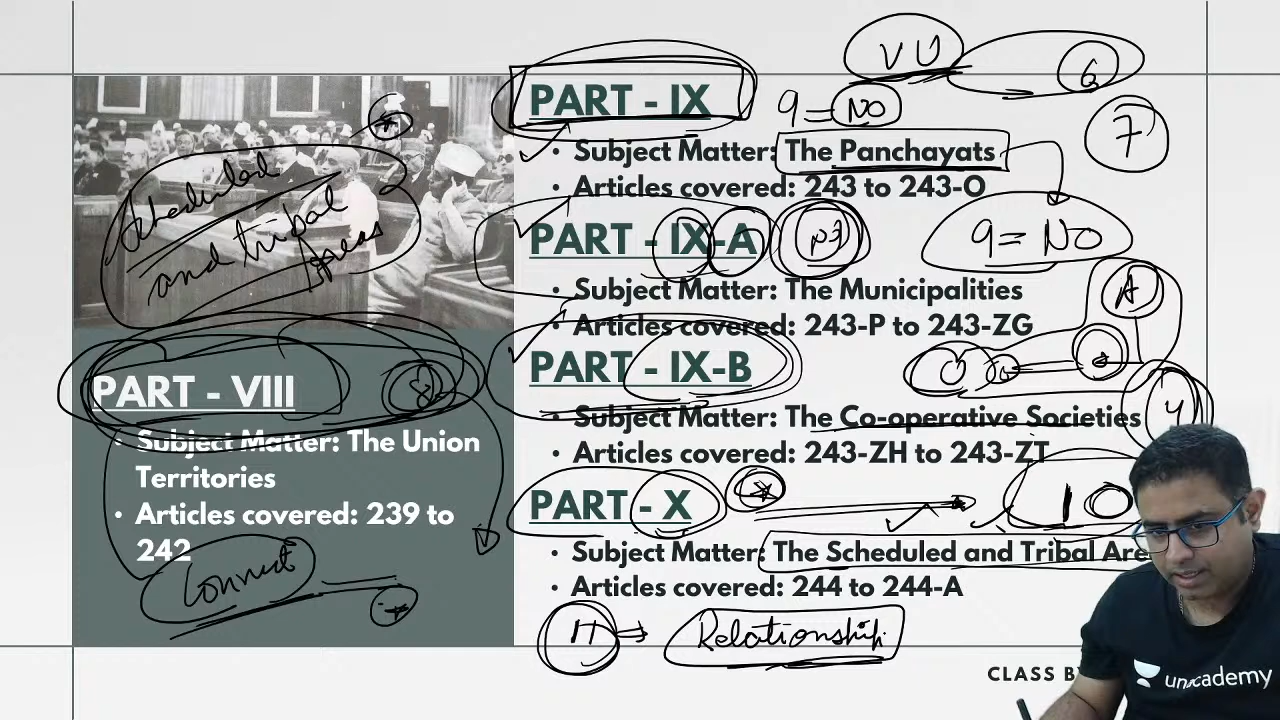 VU
6
PART - IX
9 = NO
7
• Subject Matter: The Panchayats
• Articles covered: 243 to 243-O
Scheduled
and tribal
Areas
PART - IX-A
9 = NO
• Subject Matter: The Municipalities
A
• Articles covered: 243-P to 243-ZG
PART - IX-B
PART - VIII
8
• Subject Matter: The Co-operative Societies
• Articles covered: 243-ZH to 243-ZT
• Subject Matter: The Union
Territories
• Articles covered: 239 to
242
PART - X
10
• Subject Matter: The Scheduled and Tribal Are
• Articles covered: 244 to 244-A
Connect
11 Relationship
CLASS B
unacademy